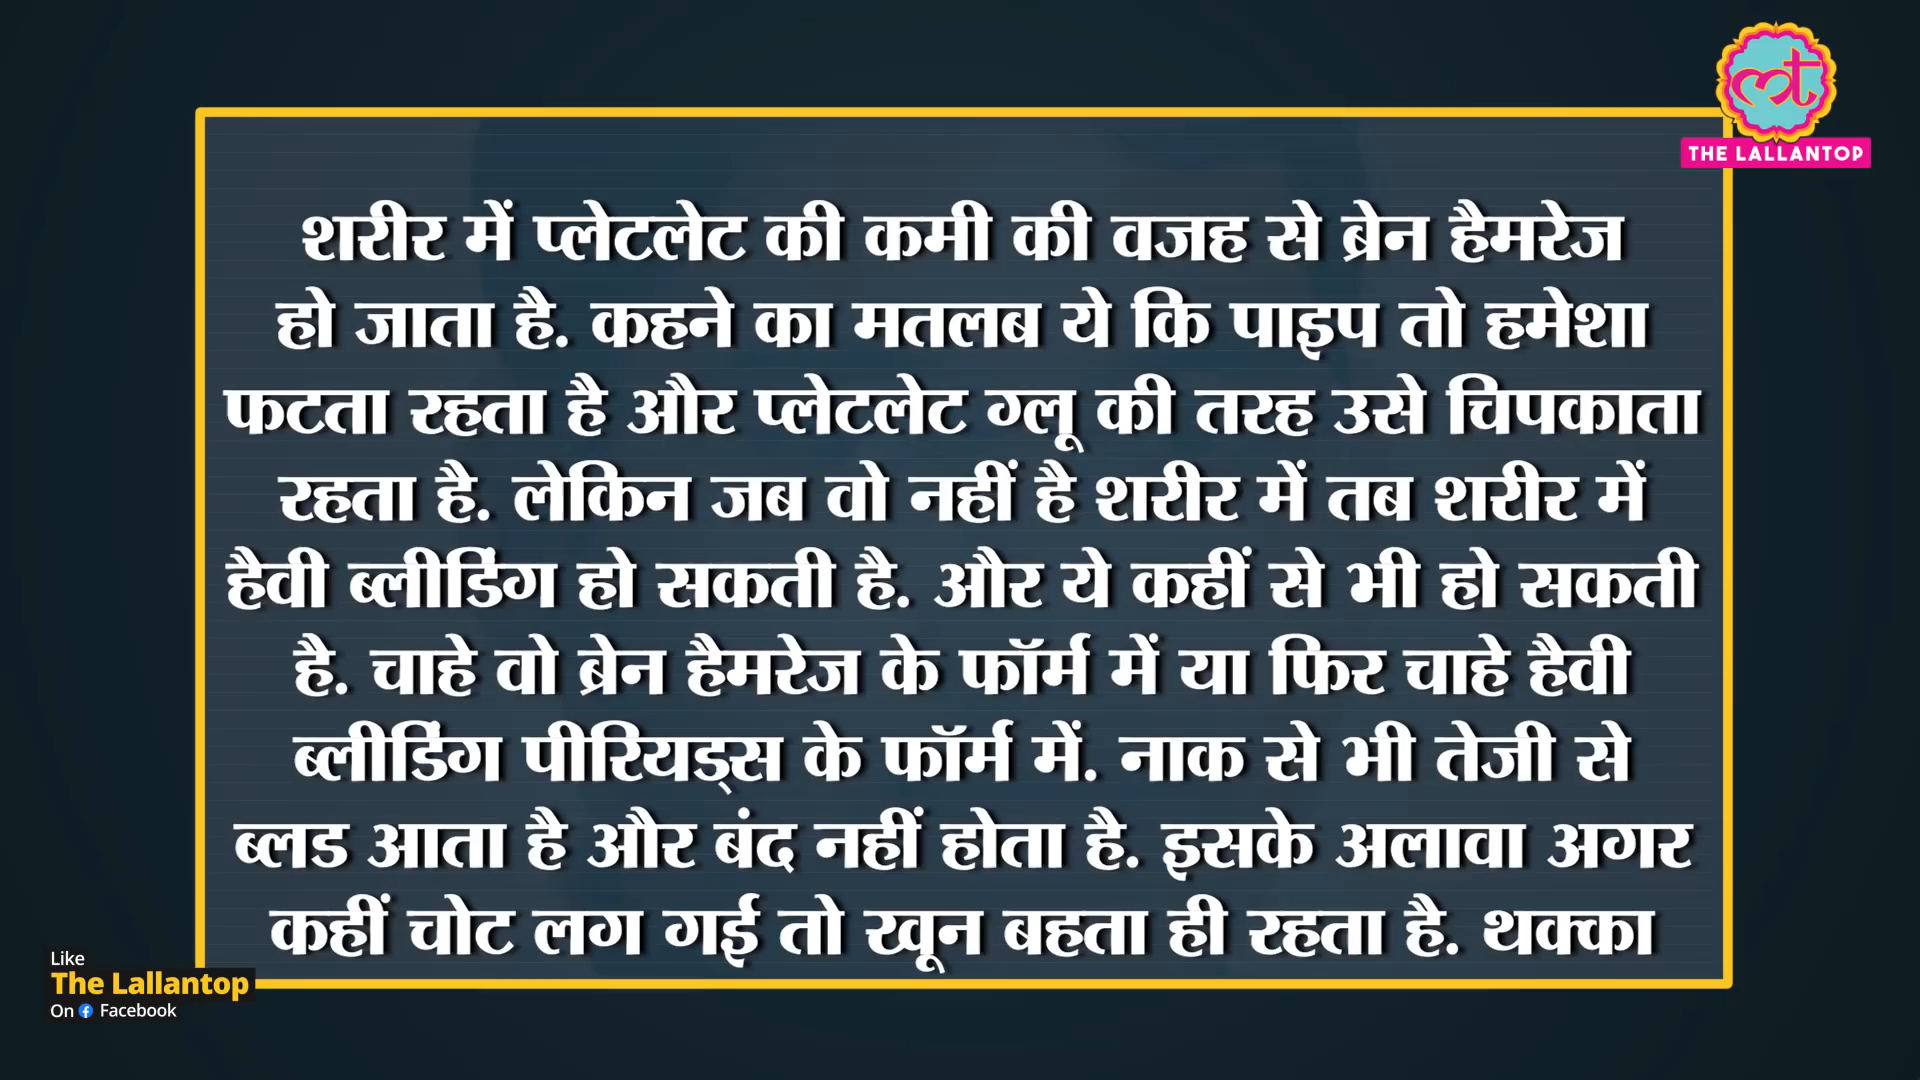 THE LALLANTOP
शरीर में प्लेटलेट की कमी की वजह से ब्रेन हैमरेज
हो जाता है. कहने का मतलब ये कि पाइप तो हमेशा
फटता रहता है और प्लेटलेट ग्लू की तरह उसे चिपकाता
रहता है. लेकिन जब वो नहीं है शरीर में तब शरीर में
हैवी ब्लीडिंग हो सकती है. और ये कहीं से भी हो सकती
है. चाहे वो ब्रेन हैमरेज के फॉर्म में या फिर चाहे हैवी
ब्लीडिंग पीरियड्स के फॉर्म में. नाक से भी तेजी से
ब्लड आता है और बंद नहीं होता है. इसके अलावा अगर
कहीं चोट लग गई तो खून बहता ही रहता है. थक्का
Like
The Lallantop
On Facebook